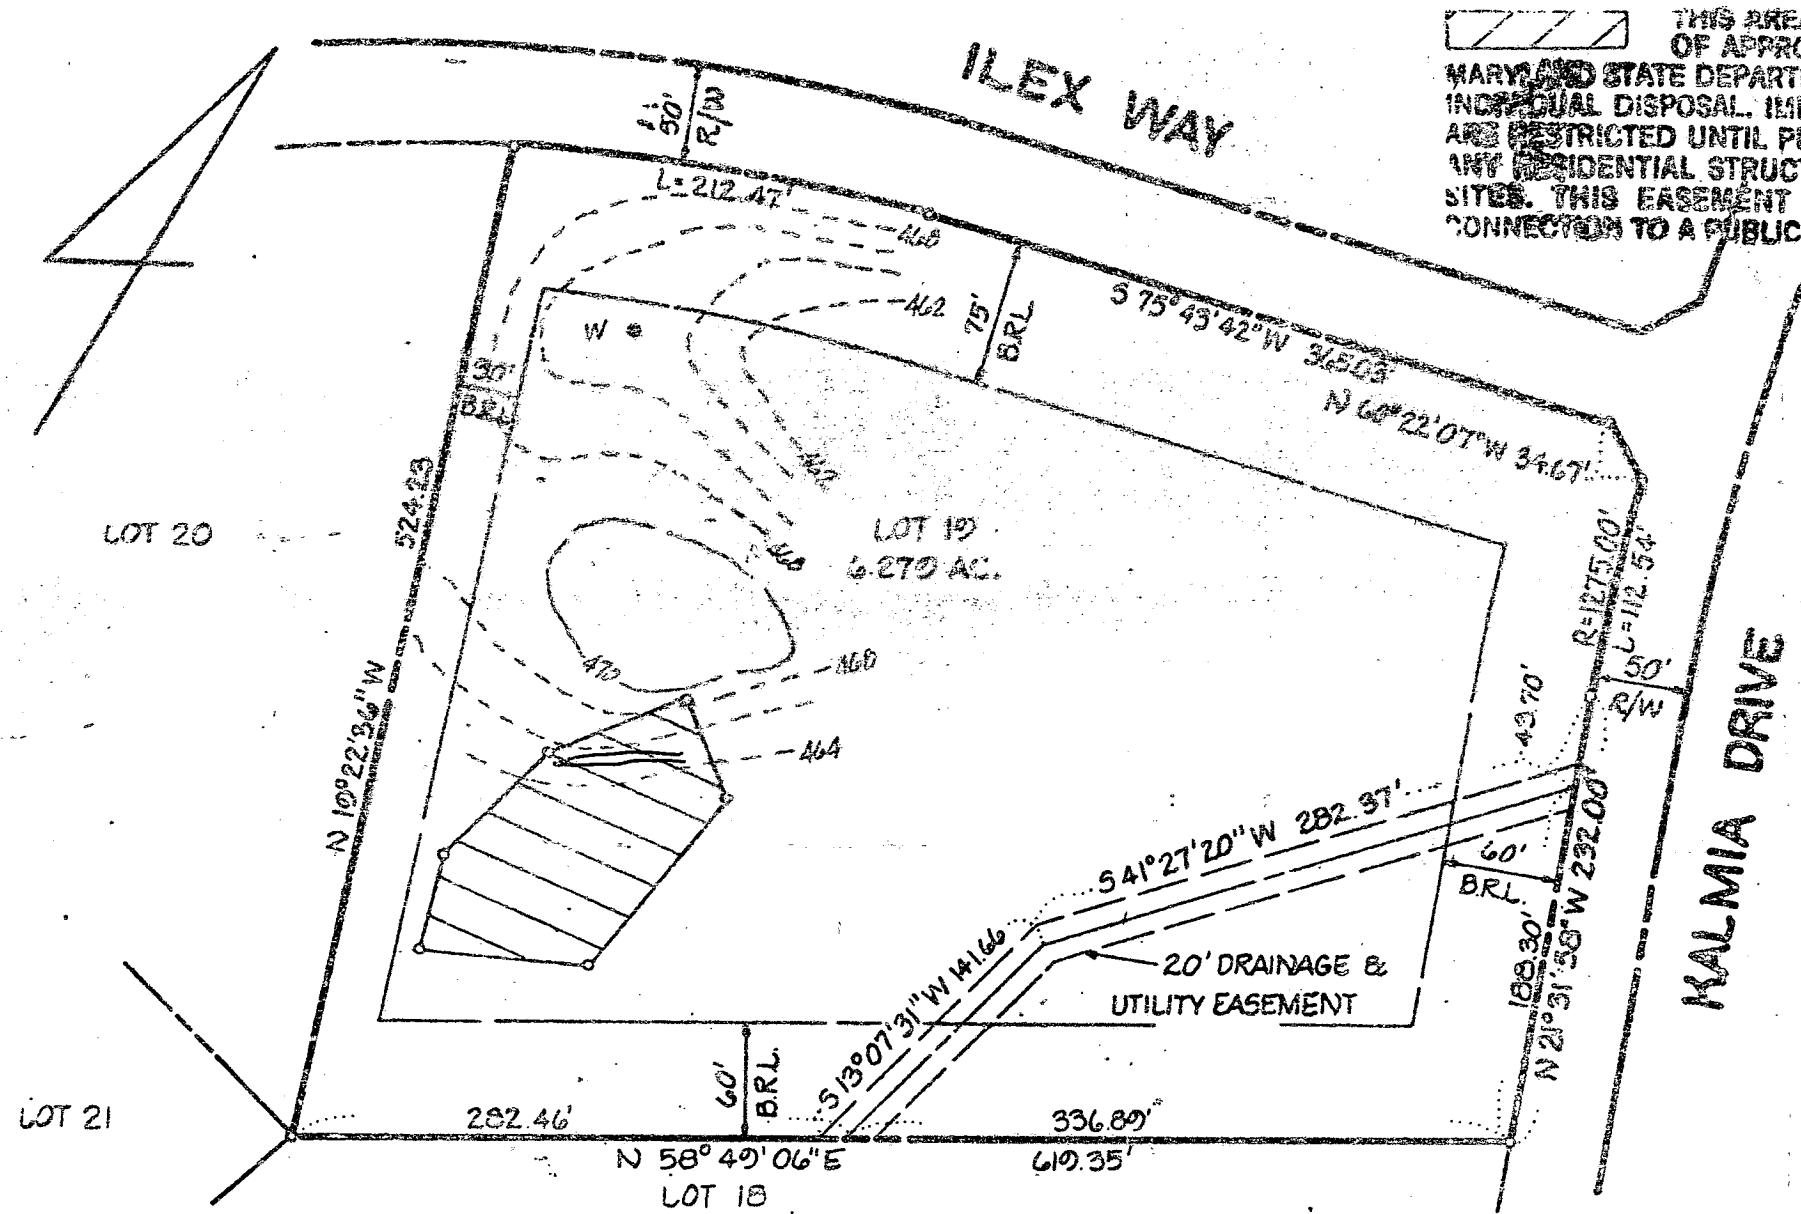 THIS AREA
OF APPRO
MARYLAND STATE DEPART
INDIVIDUAL DISPOSAL. IM
ARE RESTRICTED UNTIL P
ANY RESIDENTIAL STRUCT
SITES. THIS EASEMENT
CONNECTION TO A PUBLIC
ILEX WAY
50'
R/W
L=212.47'
460
462
75'
B.R.L.
S 75°43'42"W 365.03'
N 60°22'07"W 34.67'
W
30'
B.R.L.
462
460
LOT 20
524.23
LOT 19
6.279 AC.
R=1275.00'
L=112.54'
50'
R/W
KALMIA DRIVE
470
468
464
N 19°22'36"W
43.70'
S 41°27'20"W 282.37'
60'
B.R.L.
N 21°31'58"W 232.00'
188.30'
20' DRAINAGE &
UTILITY EASEMENT
S 13°07'31"W 141.66
60'
B.R.L.
LOT 21
282.46'
336.89'
N 58°49'06"E
619.35'
LOT 18